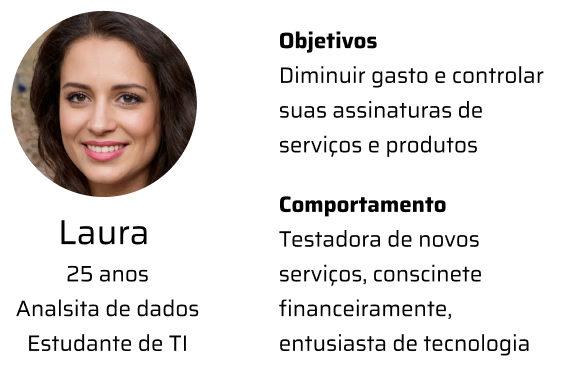 Laura
25 anos
Analsita de dados
Estudante de TI
Objetivos
Diminuir gasto e controlar
suas assinaturas de
serviços e produtos
Comportamento
Testadora de novos
serviços, conscinete
financeiramente,
entusiasta de tecnologia